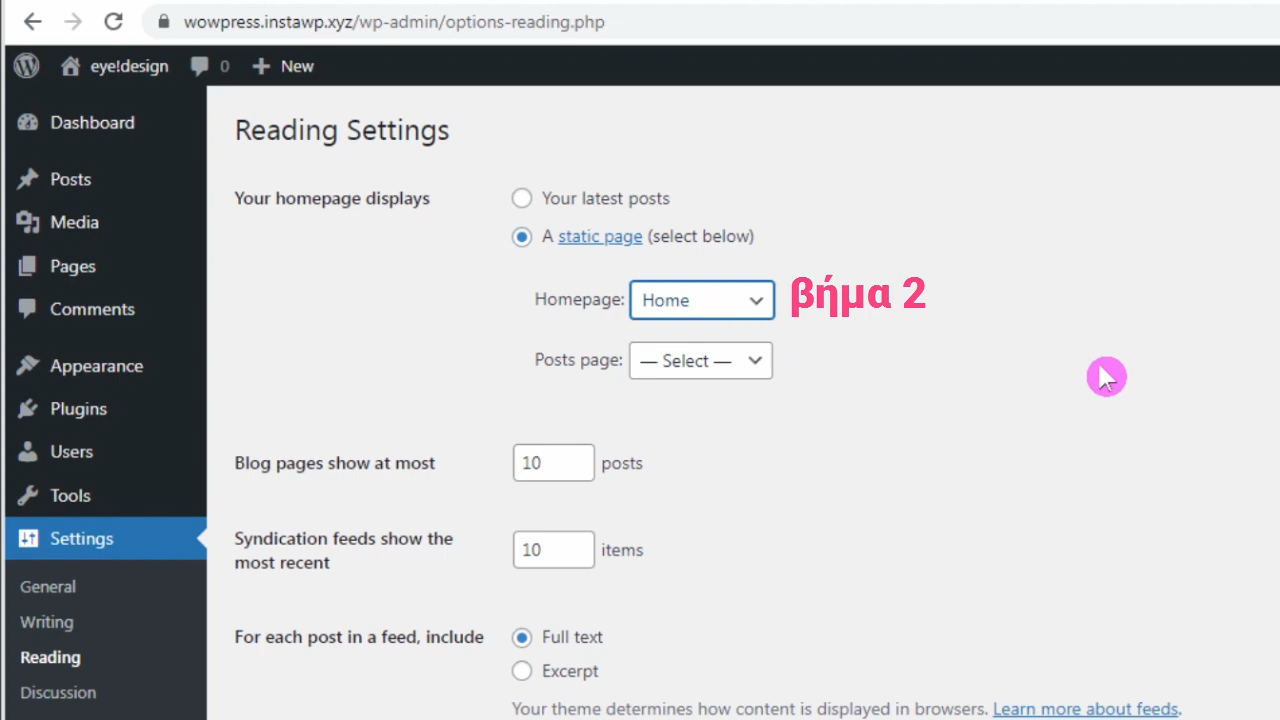 wowpress.instawp.xyz/wp-admin/options-reading.php
eye!design 0 New
Dashboard
Posts
Media
Pages
Comments
Appearance
Plugins
Users
Tools
Settings
General
Writing
Reading
Discussion
Reading Settings
Your homepage displays
Your latest posts
A static page (select below)
Homepage: Home βήμα 2
Posts page: — Select —
Blog pages show at most 10 posts
Syndication feeds show the
most recent
10 items
For each post in a feed, include
Full text
Excerpt
Your theme determines how content is displayed in browsers. Learn more about feeds.